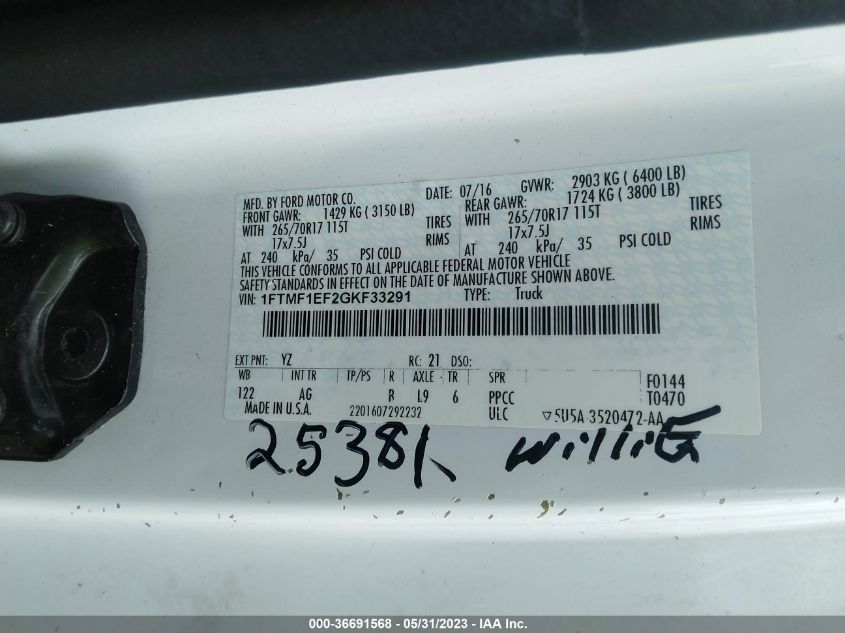 MFD. BY FORD MOTOR CO. DATE: 07/16 GVWR: 2903 KG ( 6400 LB)
FRONT GAWR: 1429 KG ( 3150 LB) REAR GAWR: 1724 KG ( 3800 LB)
WITH 265/70R17 115T TIRES WITH 265/70R17 115T TIRES
17x7.5J RIMS 17x7.5J RIMS
AT 240 kPa/ 35 PSI COLD AT 240 kPa/ 35 PSI COLD
THIS VEHICLE CONFORMS TO ALL APPLICABLE FEDERAL MOTOR VEHICLE
SAFETY STANDARDS IN EFFECT ON THE DATE OF MANUFACTURE SHOWN ABOVE.
VIN: 1FTMF1EF2GKF33291 TYPE: Truck
EXT PNT: YZ RC: 21 DSO:
WB INT TR TP/PS R AXLE TR SPR F0144
122 AG R L9 6 PPCC T0470
MADE IN U.S.A. 2201607292232 ULC ▽5U5A 3520472-AA
25381 WilliG
000-36691568 - 05/31/2023 - IAA Inc.